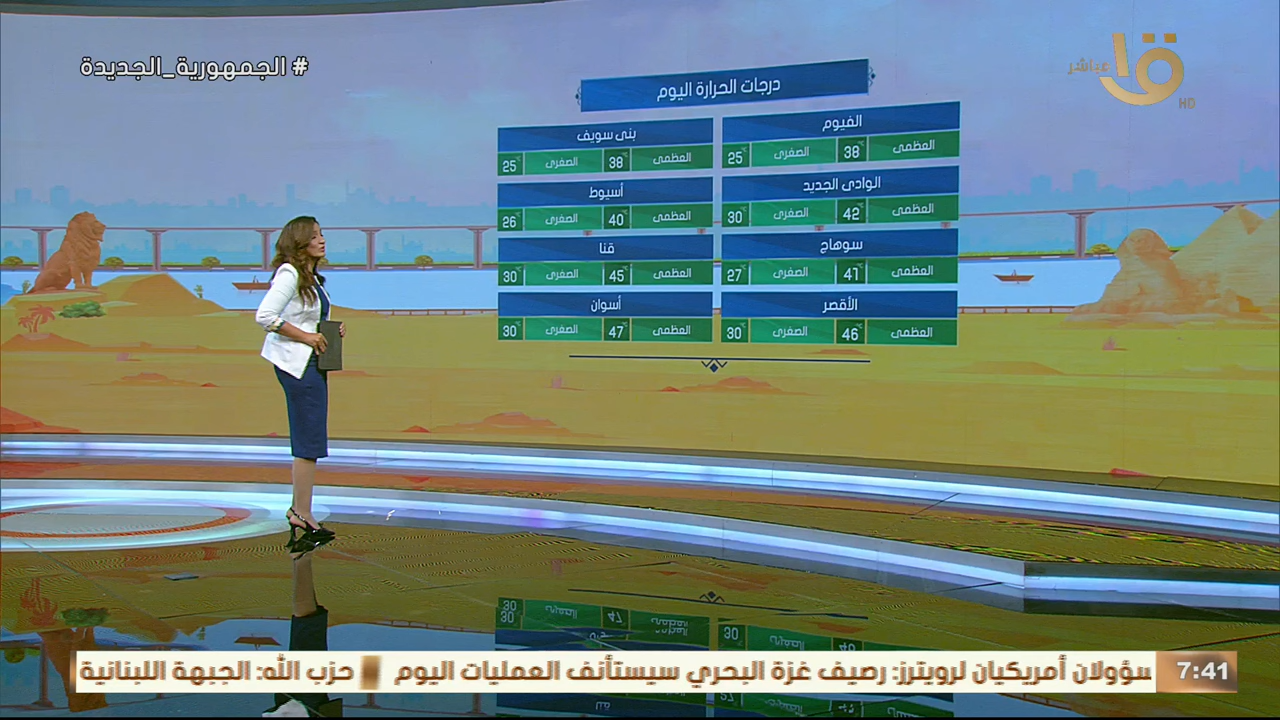 # الجمهورية_الجديدة
مباشر
HD
درجات الحرارة اليوم
الفيوم
العظمى 38 الصغرى 25
بنى سويف
العظمى 38 الصغرى 25
الوادى الجديد
العظمى 42 الصغرى 30
أسيوط
العظمى 40 الصغرى 26
سوهاج
العظمى 41 الصغرى 27
قنا
العظمى 45 الصغرى 30
الأقصر
العظمى 46 الصغرى 30
أسوان
العظمى 47 الصغرى 30
7:41
سؤولان أمريكيان لرويترز: رصيف غزة البحري سيستأنف العمليات اليوم حزب الله: الجبهة اللبنانية